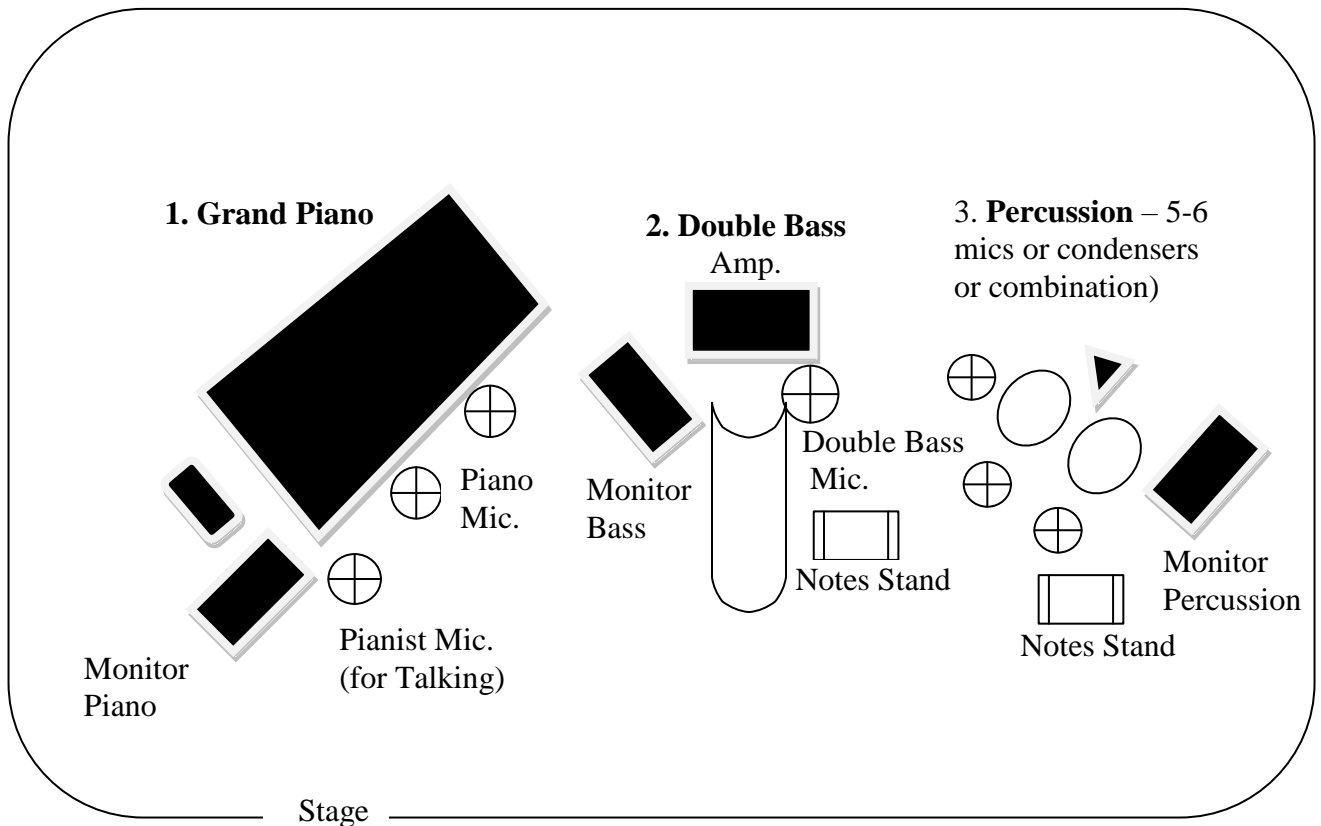 1. Grand Piano
2. Double Bass
Amp.
3. Percussion – 5-6
mics or condensers
or combination)
Piano
Mic.
Double Bass
Mic.
Monitor
Bass
Notes Stand
Monitor
Percussion
Notes Stand
Pianist Mic.
(for Talking)
Monitor
Piano
Stage